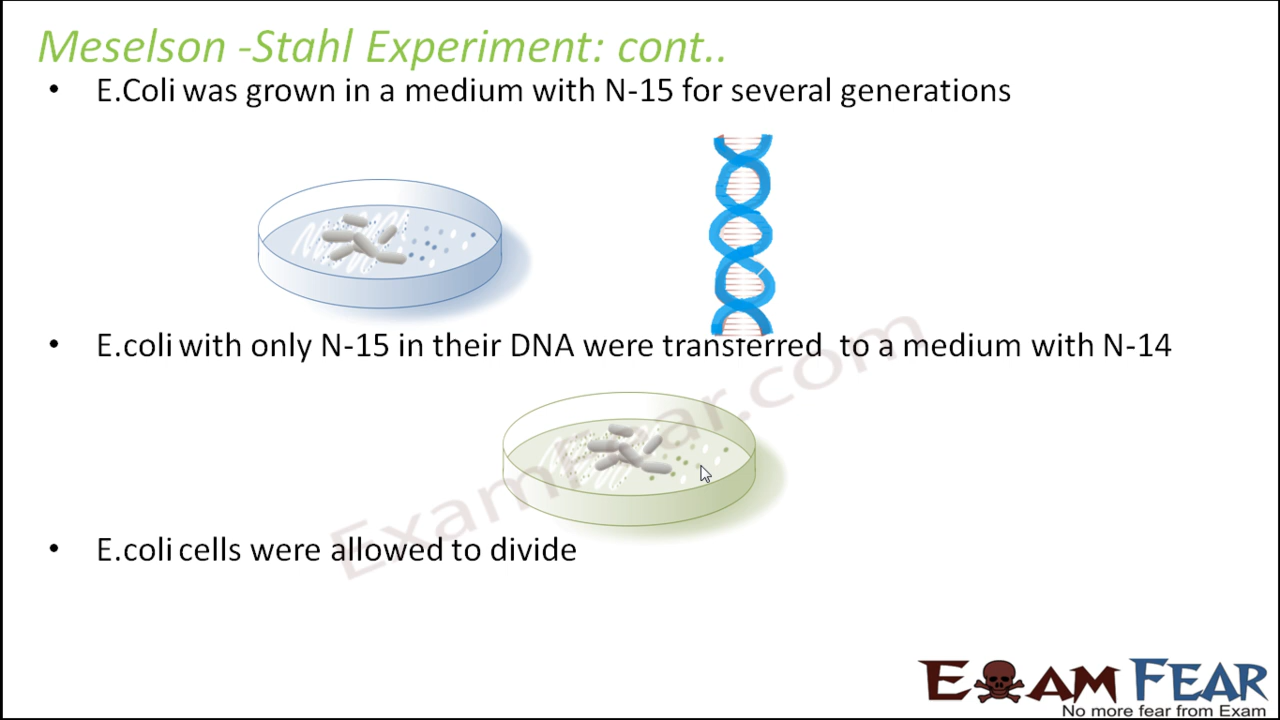 Meselson -Stahl Experiment: cont..
• E.Coli was grown in a medium with N-15 for several generations
• E.coli with only N-15 in their DNA were transferred to a medium with N-14
ExamFear.com
• E.coli cells were allowed to divide
EXAM FEAR
No more fear from Exam